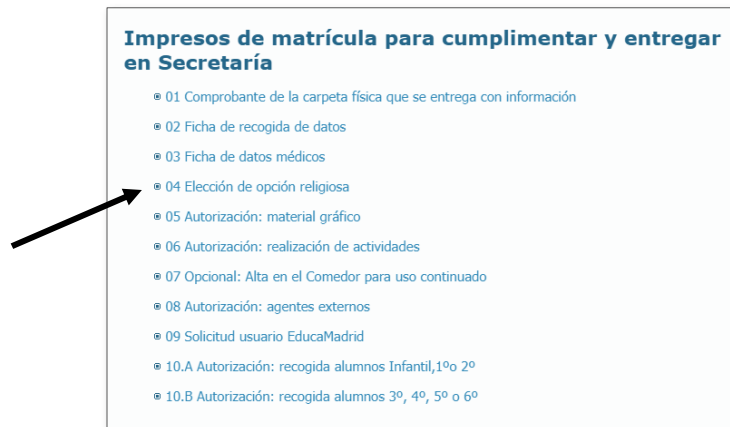 Impresos de matrícula para cumplimentar y entregar
en Secretaría
01 Comprobante de la carpeta física que se entrega con información
02 Ficha de recogida de datos
03 Ficha de datos médicos
04 Elección de opción religiosa
05 Autorización: material gráfico
06 Autorización: realización de actividades
07 Opcional: Alta en el Comedor para uso continuado
08 Autorización: agentes externos
09 Solicitud usuario EducaMadrid
10.A Autorización: recogida alumnos Infantil,1ºo 2º
10.B Autorización: recogida alumnos 3º, 4º, 5º o 6º